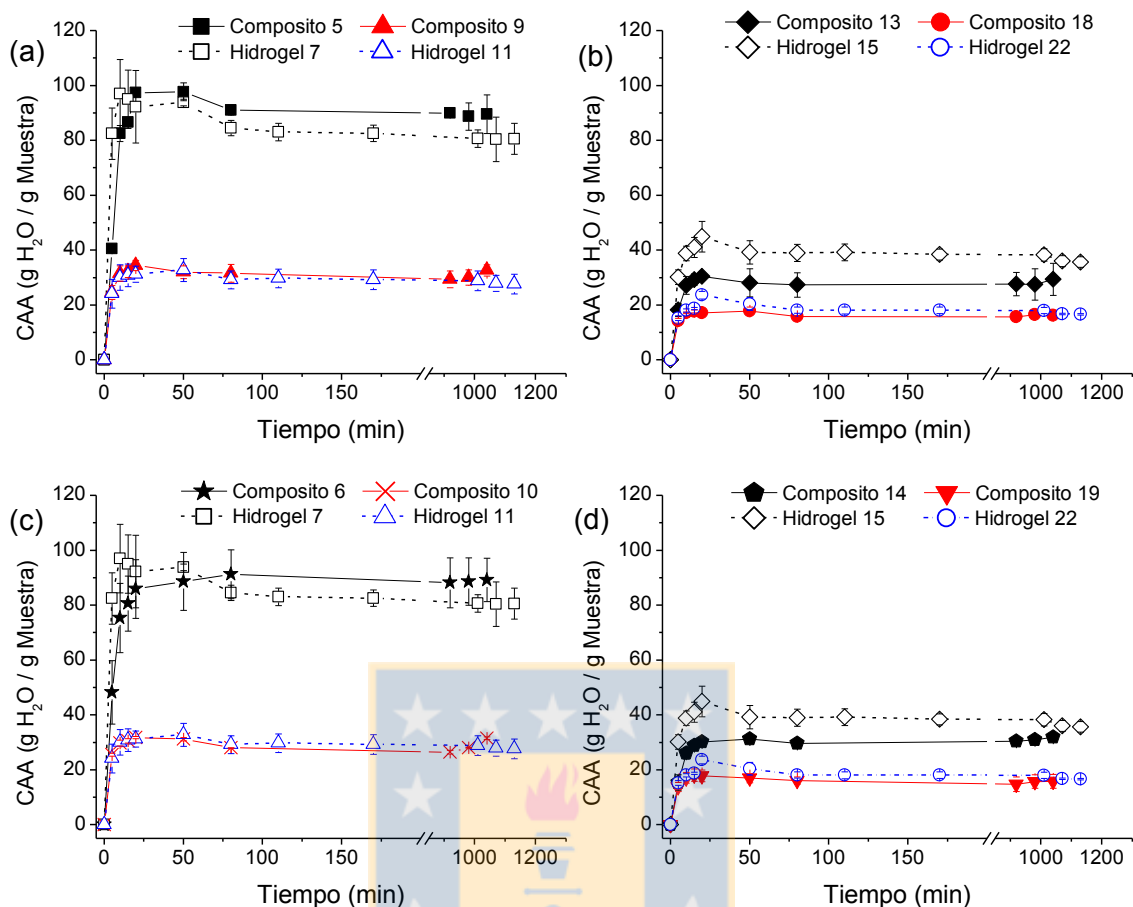 (a)
Composito 5
Composito 9
Hidrogel 7
Hidrogel 11
CAA (g H₂O / g Muestra)
120
100
80
60
40
20
0
0
50
1000
1200
Tiempo (min)
(b)
Composito 13
Composito 18
Hidrogel 15
Hidrogel 22
CAA (g H₂O / g Muestra)
120
100
80
60
40
20
0
0
50
100
150
1000
1200
Tiempo (min)
(c)
Composito 6
Composito 10
Hidrogel 7
Hidrogel 11
CAA (g H₂O / g Muestra)
120
100
80
60
40
20
0
0
50
1000
1200
Tiempo (min)
(d)
Composito 14
Composito 19
Hidrogel 15
Hidrogel 22
CAA (g H₂O / g Muestra)
120
100
80
60
40
20
0
0
50
100
150
1000
1200
Tiempo (min)